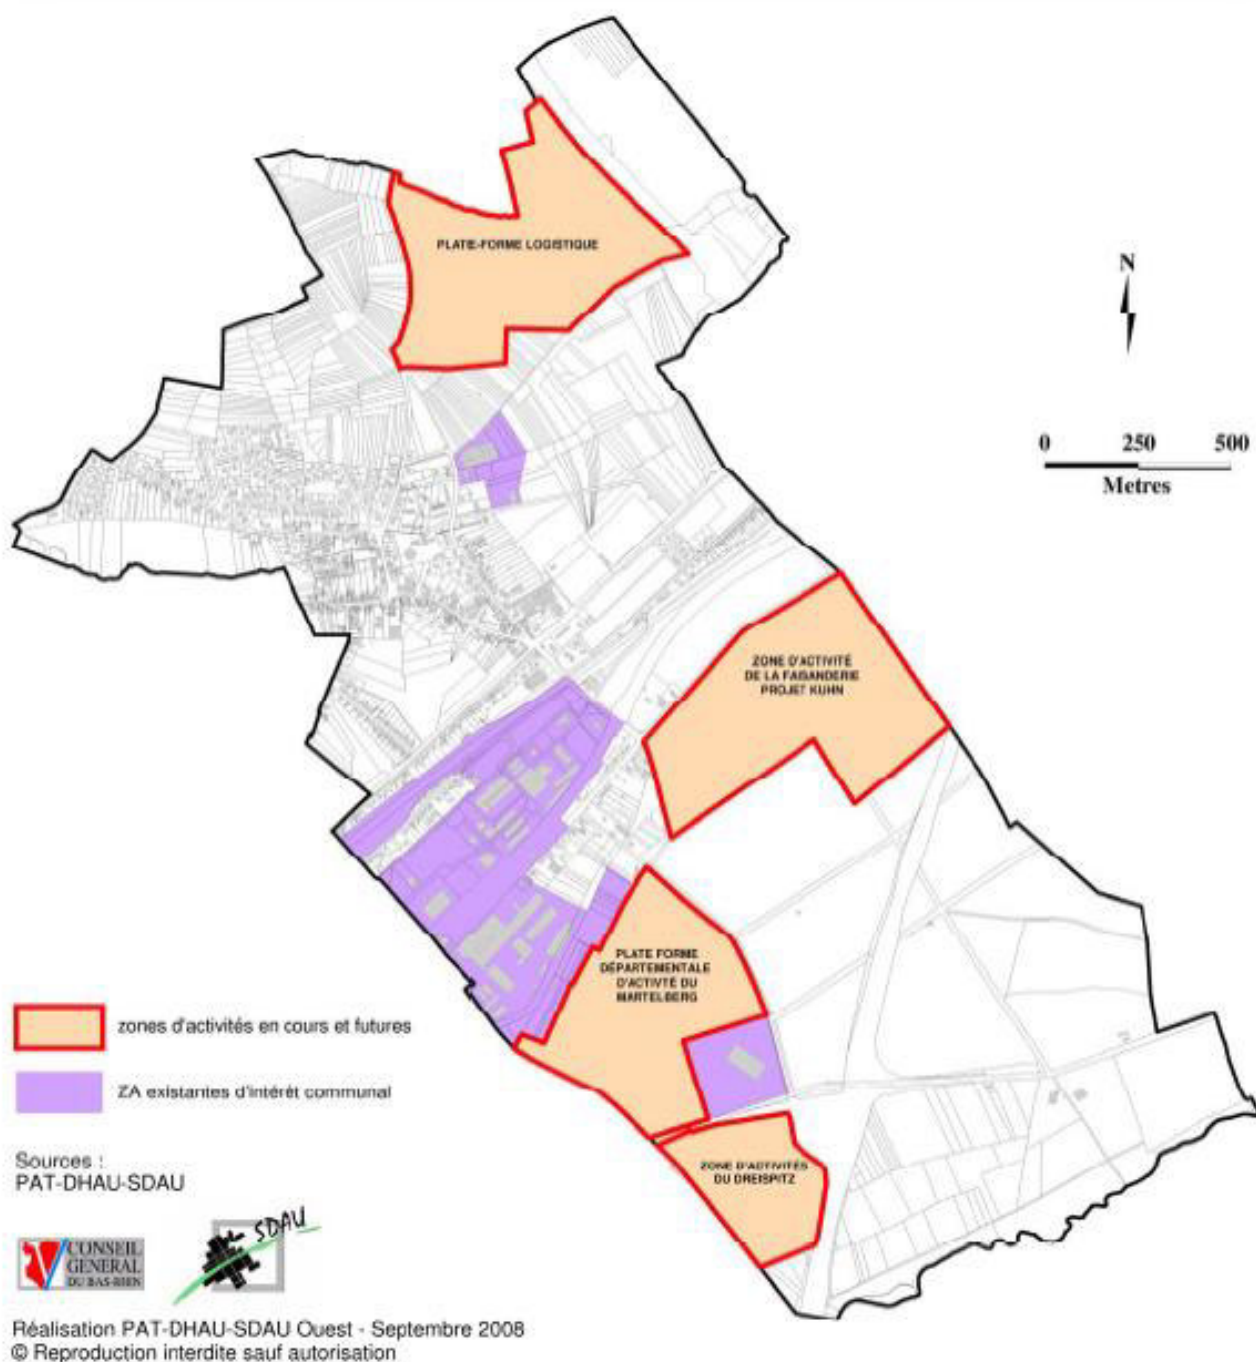 PLATE-FORME LOGISTIQUE
N
0 250 500
Metres
ZONE D'ACTIVITÉ
DE LA FAISANDERIE
PROJET KUHN
PLATE FORME
DÉPARTEMENTALE
D'ACTIVTÉ DU
MARTELBERG
zones d'activités en cours et futures
ZA existantes d'intérêt communal
ZONE D'ACTIVITÉS
DU DREISPITZ
Sources :
PAT-DHAU-SDAU
CONSEIL
GENERAL
DU BAS-RHIN
SDAU
Réalisation PAT-DHAU-SDAU Ouest - Septembre 2008
© Reproduction interdite sauf autorisation